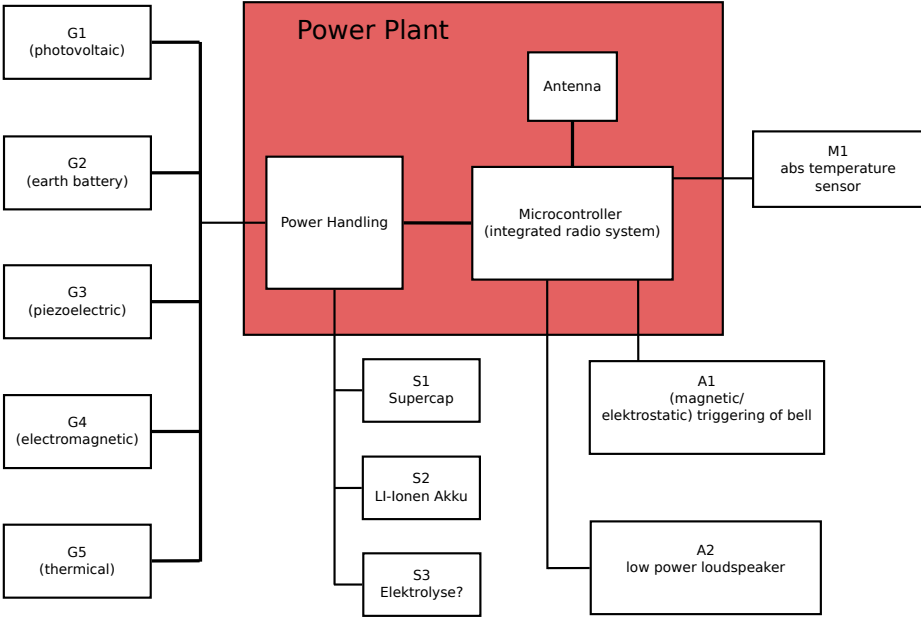 Power Plant
G1
(photovoltaic)
G2
(earth battery)
G3
(piezoelectric)
G4
(electromagnetic)
G5
(thermical)
Power Handling
Antenna
Microcontroller
(integrated radio system)
M1
abs temperature
sensor
S1
Supercap
S2
LI-Ionen Akku
S3
Elektrolyse?
A1
(magnetic/
elektrostatic) triggering of bell
A2
low power loudspeaker